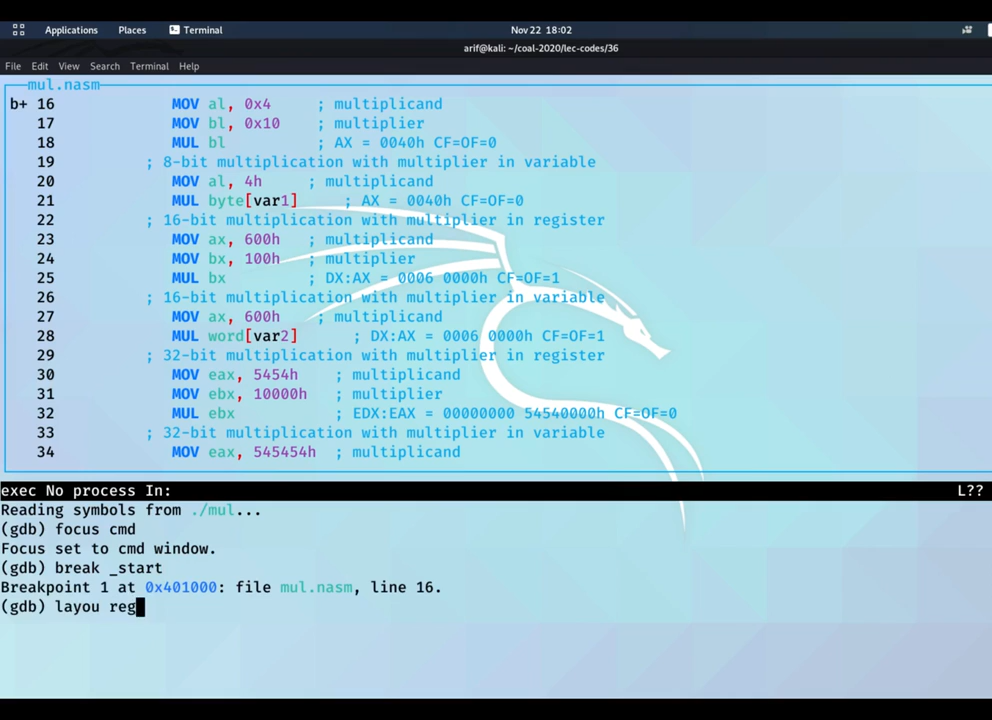 Applications Places Terminal Nov 22 18:02
arif@kali: ~/coal-2020/lec-codes/36
File Edit View Search Terminal Help
mul.nasm
b+ 16 MOV al, 0x4 ; multiplicand
17 MOV bl, 0x10 ; multiplier
18 MUL bl ; AX = 0040h CF=OF=0
19 ; 8-bit multiplication with multiplier in variable
20 MOV al, 4h ; multiplicand
21 MUL byte[var1] ; AX = 0040h CF=OF=0
22 ; 16-bit multiplication with multiplier in register
23 MOV ax, 600h ; multiplicand
24 MOV bx, 100h ; multiplier
25 MUL bx ; DX:AX = 0006 0000h CF=OF=1
26 ; 16-bit multiplication with multiplier in variable
27 MOV ax, 600h ; multiplicand
28 MUL word[var2] ; DX:AX = 0006 0000h CF=OF=1
29 ; 32-bit multiplication with multiplier in register
30 MOV eax, 5454h ; multiplicand
31 MOV ebx, 10000h ; multiplier
32 MUL ebx ; EDX:EAX = 00000000 54540000h CF=OF=0
33 ; 32-bit multiplication with multiplier in variable
34 MOV eax, 545454h ; multiplicand
exec No process In: L??
Reading symbols from ./mul...
(gdb) focus cmd
Focus set to cmd window.
(gdb) break _start
Breakpoint 1 at 0x401000: file mul.nasm, line 16.
(gdb) layou reg